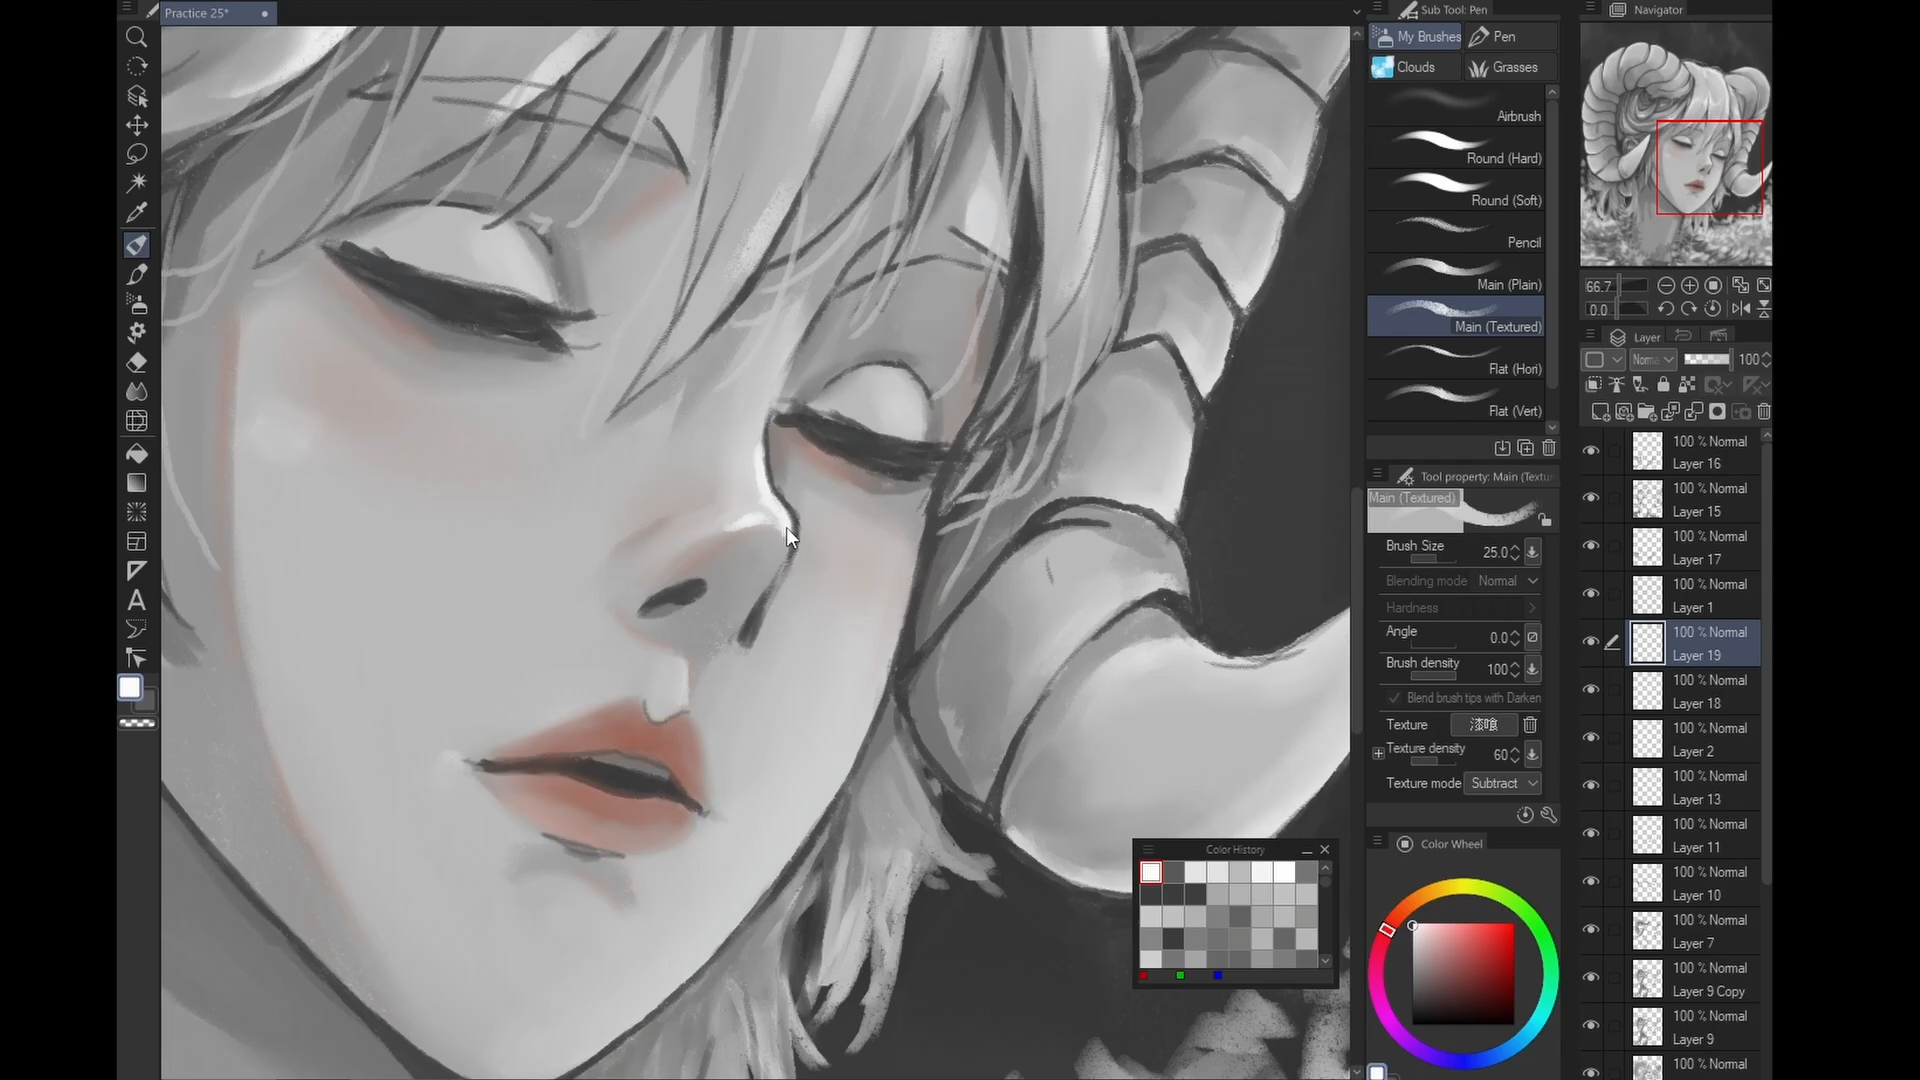 Practice 25*
Sub Tool: Pen
My Brushes
Pen
Clouds
Grasses
Airbrush
Round (Hard)
Round (Soft)
Pencil
Main (Plain)
Main (Textured)
Flat (Hori)
Flat (Vert)
Tool property: Main (Textur
Main (Textured)
Brush Size 25.0
Blending mode Normal
Hardness
Angle 0.0
Brush density 100
Blend brush tips with Darken
Texture 漆喰
Texture density 60
Texture mode Subtract
Color Wheel
Color History
Navigator
66.7
0.0
Layer
Norma 100
100 % Normal
Layer 16
100 % Normal
Layer 15
100 % Normal
Layer 17
100 % Normal
Layer 1
100 % Normal
Layer 19
100 % Normal
Layer 18
100 % Normal
Layer 2
100 % Normal
Layer 13
100 % Normal
Layer 11
100 % Normal
Layer 10
100 % Normal
Layer 7
100 % Normal
Layer 9 Copy
100 % Normal
Layer 9
100 % Normal